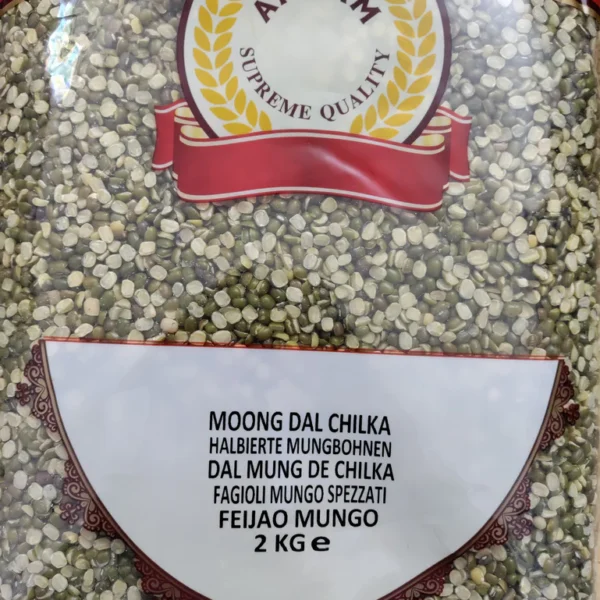 SUPREME QUALITY
MOONG DAL CHILKA
HALBIERTE MUNGBOHNEN
DAL MUNG DE CHILKA
FAGIOLI MUNGO SPEZZATI
FEIJAO MUNGO
2 KG e